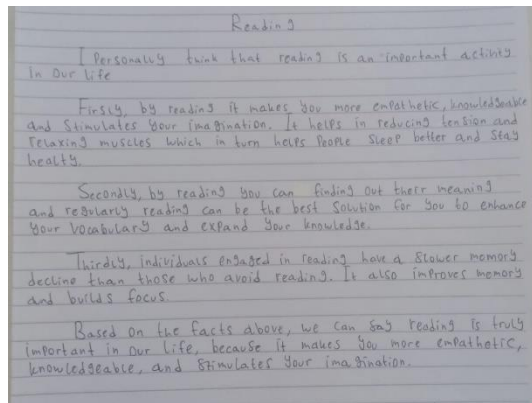 Reading
I Personally think that reading is an important activity
in our life
Firsly, by reading it makes you more empathetic, knowledgeable
and stimulates your imagination. It helps in reducing tension and
relaxing muscles which in turn helps people sleep better and stay
healty.
Secondly, by reading you can finding out their meaning
and regularly reading can be the best solution for you to enhance
your vocabulary and expand your knowledge.
Thirdly, individuals engaged in reading have a slower memory
decline than those who avoid reading. It also improves memory
and builds focus.
Based on the facts above, we can say reading is truly
important in our life, because it makes you more empathetic,
knowledgeable, and stimulates your imagination.